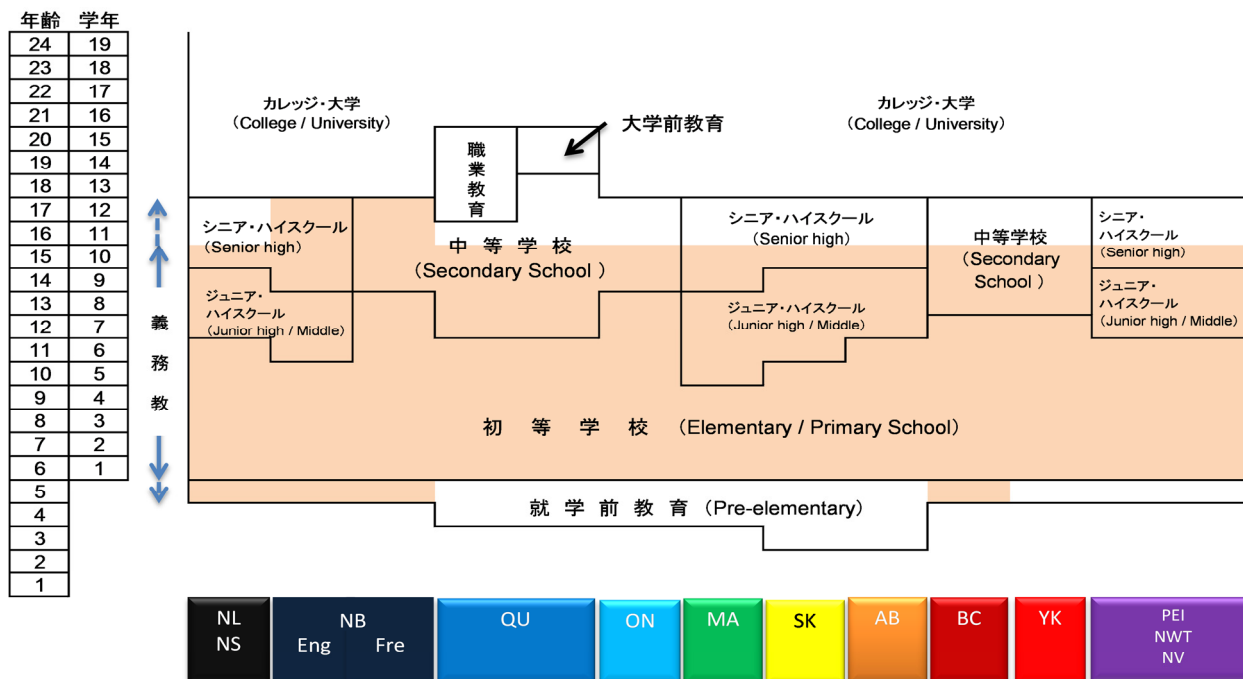 年齢 学年
24 19
23 18
22 17
21 16
20 15
19 14
18 13
17 12
16 11
15 10
14 9
13 8
12 7
11 6
10 5
9 4
8 3
7 2
6 1
5
4
3
2
1
義
務
教
カレッジ・大学
(College / University)
職
業
教
育
大学前教育
カレッジ・大学
(College / University)
シニア・ハイスクール
(Senior high)
中 等 学 校
(Secondary School )
シニア・ハイスクール
(Senior high)
中等学校
(Secondary
School )
シニア・
ハイスクール
(Senior high)
ジュニア・
ハイスクール
(Junior high / Middle)
ジュニア・ハイスクール
(Junior high / Middle)
ジュニア・
ハイスクール
(Junior high / Middle)
初 等 学 校 (Elementary / Primary School)
就 学 前 教 育 (Pre-elementary)
NL
NS
NB
Eng Fre
QU
ON
MA
SK
AB
BC
YK
PEI
NWT
NV